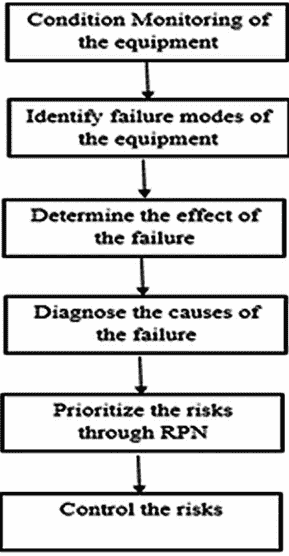 Condition Monitoring of
the equipment
Identify failure modes of
the equipment
Determine the effect of
the failure
Diagnose the causes of
the failure
Prioritize the risks
through RPN
Control the risks